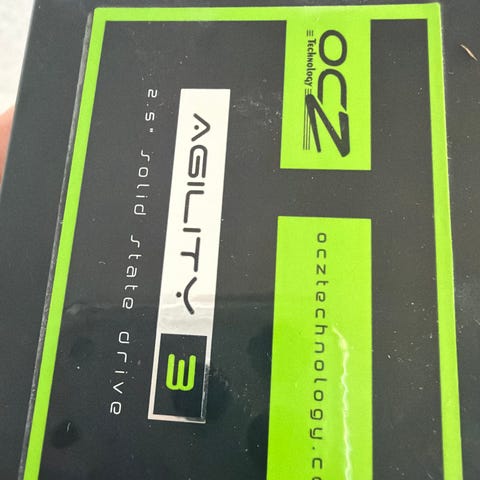 OCZ
Technology
AGILITY 3
2.5" solid state drive
ocztechnology.co